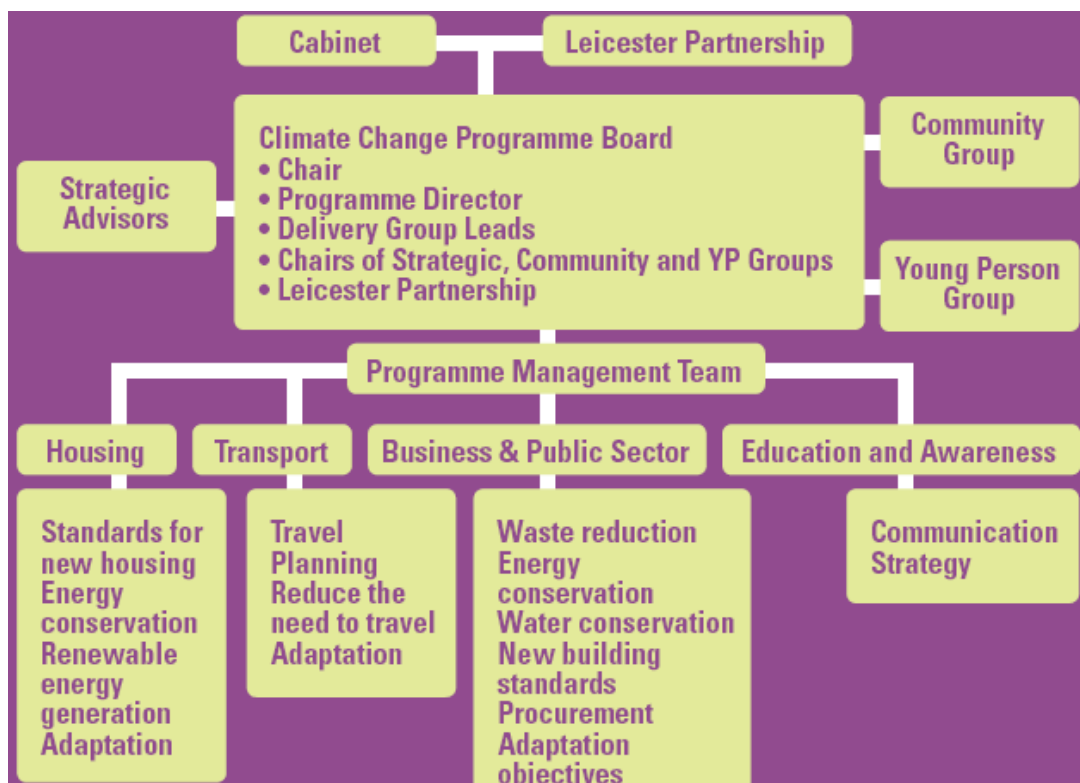 Cabinet
Leicester Partnership
Climate Change Programme Board
• Chair
• Programme Director
• Delivery Group Leads
• Chairs of Strategic, Community and YP Groups
• Leicester Partnership
Strategic
Advisors
Community
Group
Young Person
Group
Programme Management Team
Housing
Transport
Business & Public Sector
Education and Awareness
Standards for
new housing
Energy
conservation
Renewable
energy
generation
Adaptation
Travel
Planning
Reduce the
need to travel
Adaptation
Waste reduction
Energy
conservation
Water conservation
New building
standards
Procurement
Adaptation
objectives
Communication
Strategy